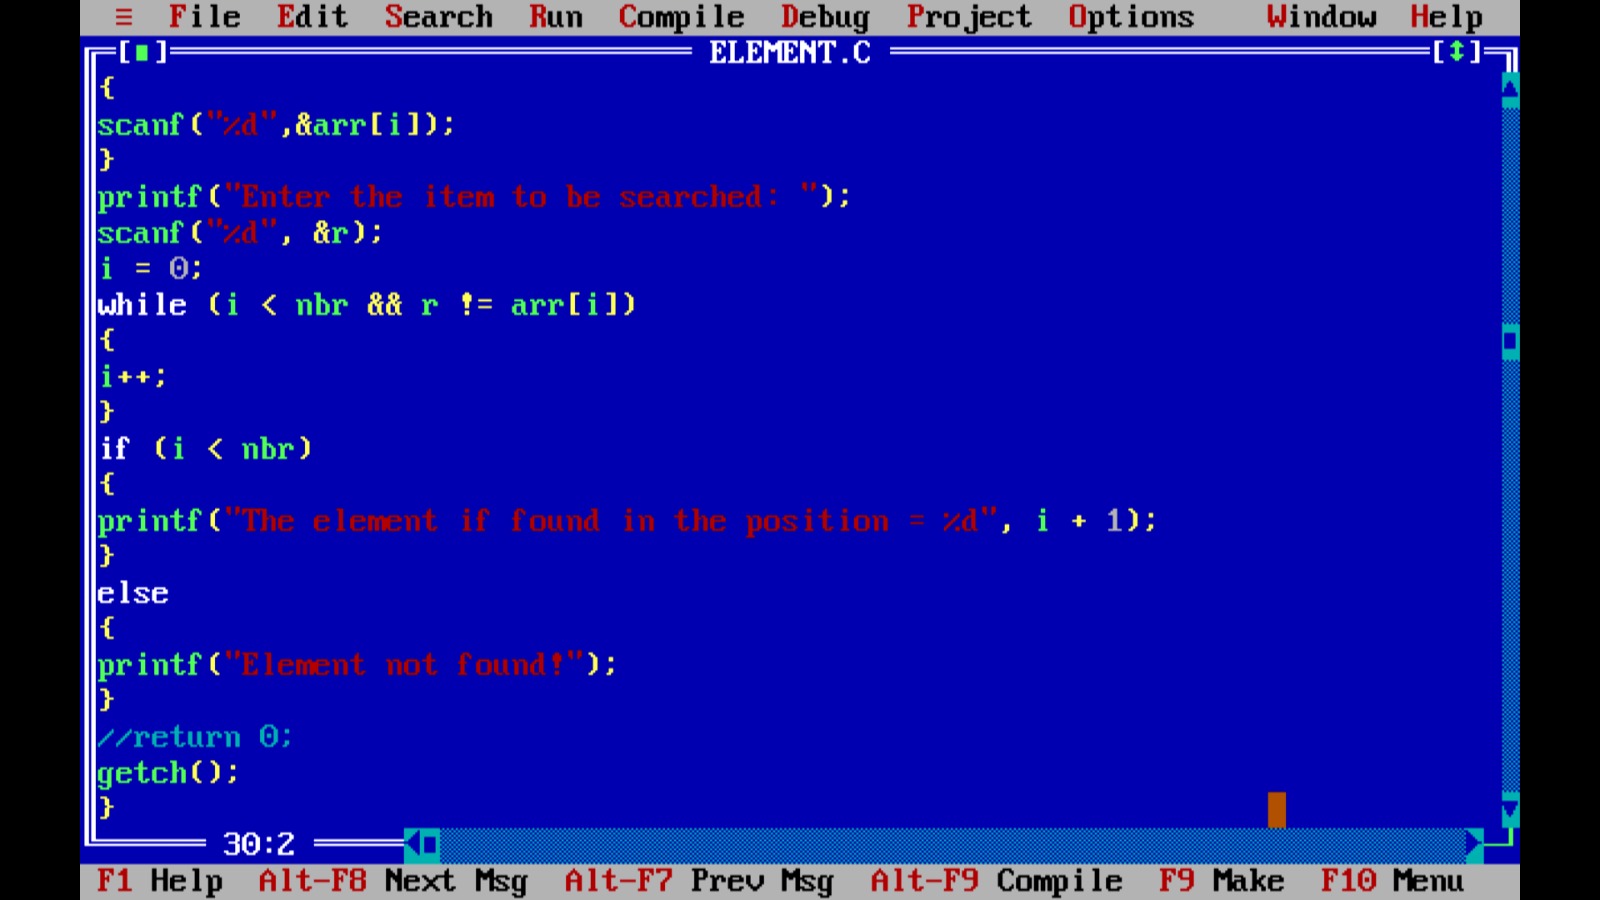 ≡ File Edit Search Run Compile Debug Project Options Window Help
[■] ELEMENT.C [↕]
{
scanf("%d",&arr[i]);
}
printf("Enter the item to be searched: ");
scanf("%d", &r);
i = 0;
while (i < nbr && r != arr[i])
{
i++;
}
if (i < nbr)
{
printf("The element if found in the position = %d", i + 1);
}
else
{
printf("Element not found!");
}
//return 0;
getch();
}
30:2
F1 Help Alt-F8 Next Msg Alt-F7 Prev Msg Alt-F9 Compile F9 Make F10 Menu